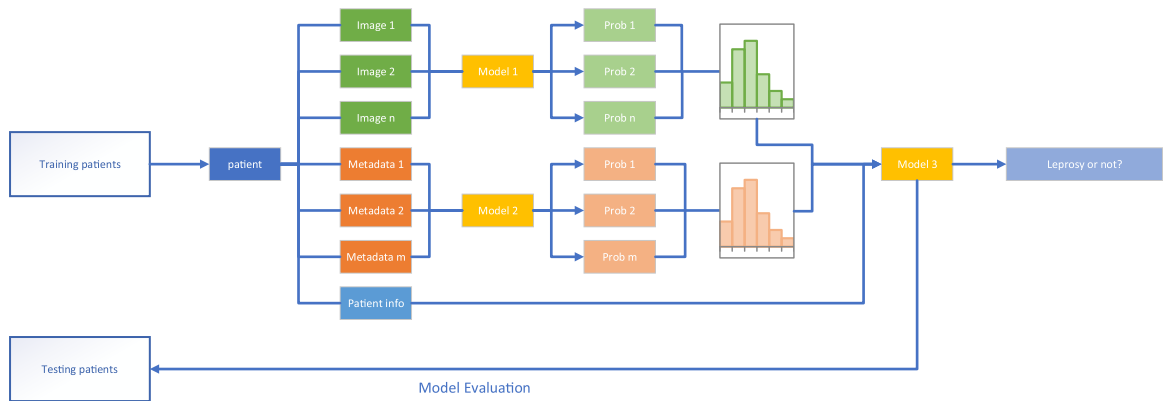 Image 1
Prob 1
Image 2
Model 1
Prob 2
Image n
Prob n
Training patients
patient
Metadata 1
Prob 1
Model 3
Leprosy or not?
Metadata 2
Model 2
Prob 2
Metadata m
Prob m
Patient info
Testing patients
Model Evaluation